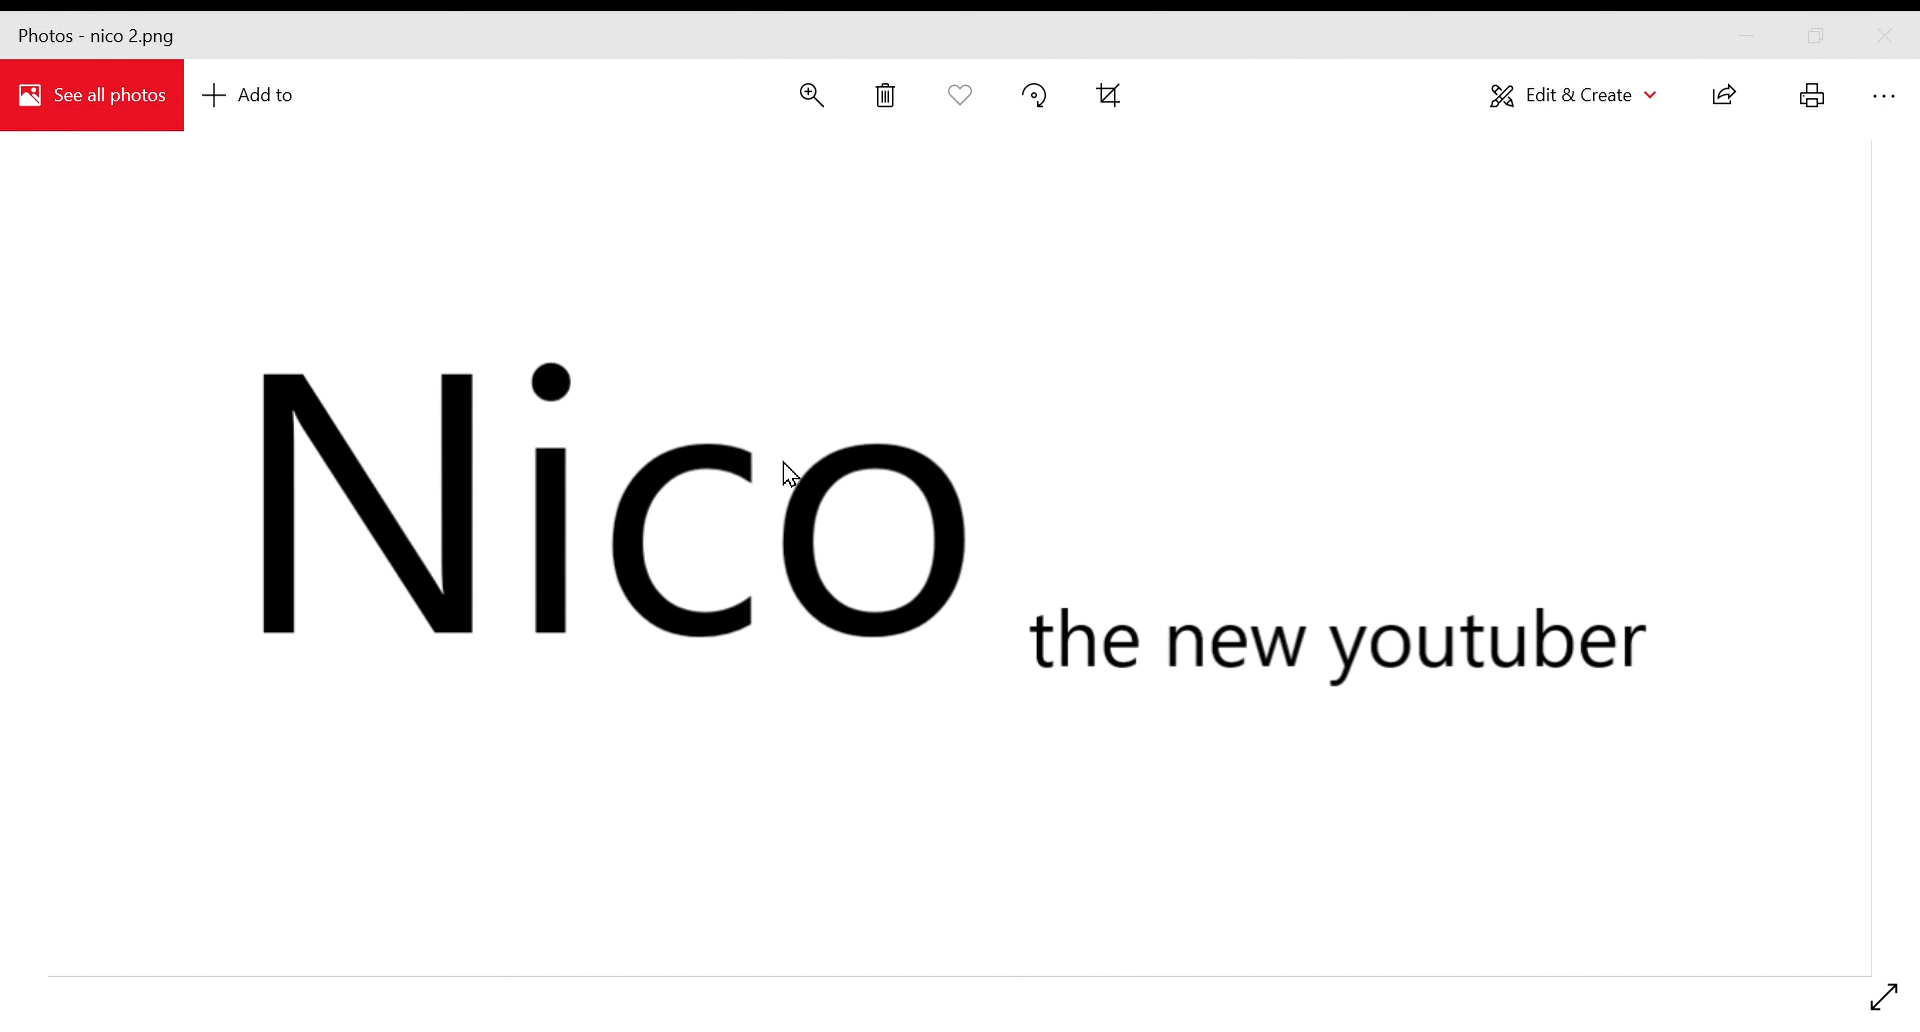 Photos - nico 2.png
See all photos
Add to
Edit & Create
Nico
the new youtuber